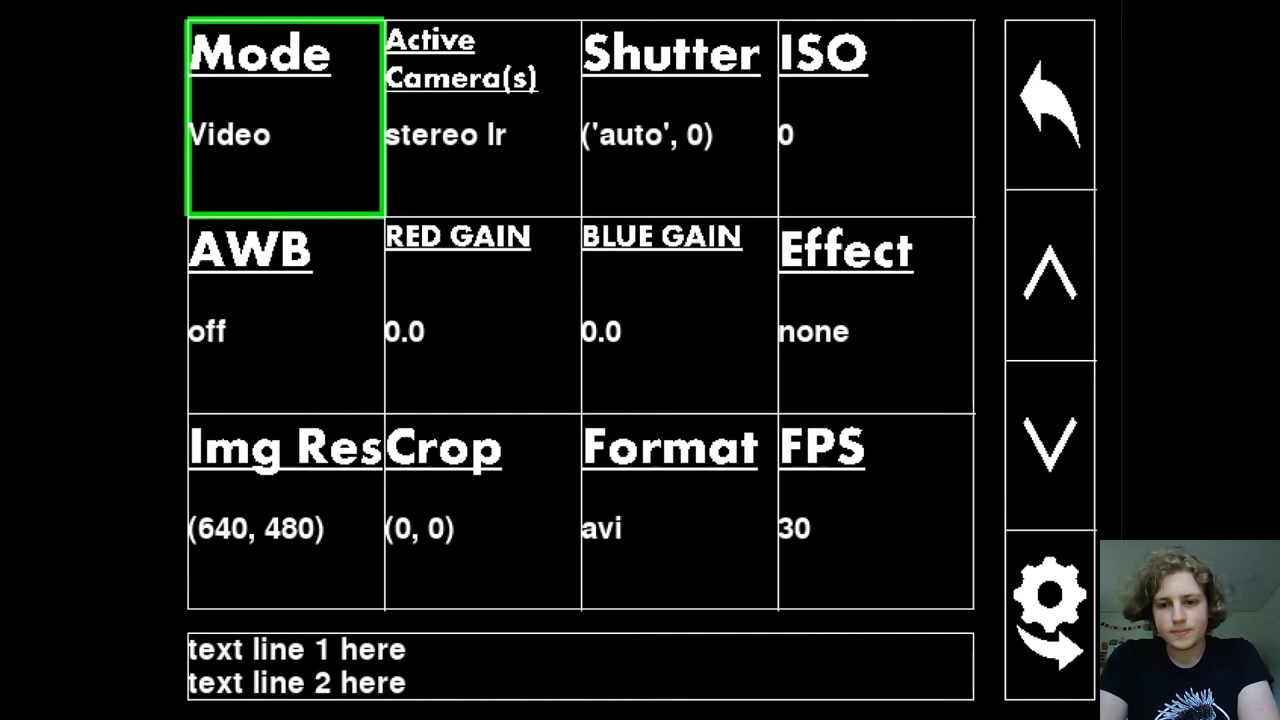 Mode
Active
Camera(s)
Shutter
ISO
Video
stereo lr
('auto', 0)
0
AWB
RED GAIN
BLUE GAIN
Effect
off
0.0
0.0
none
Img Res
Crop
Format
FPS
(640, 480)
(0, 0)
avi
30
text line 1 here
text line 2 here